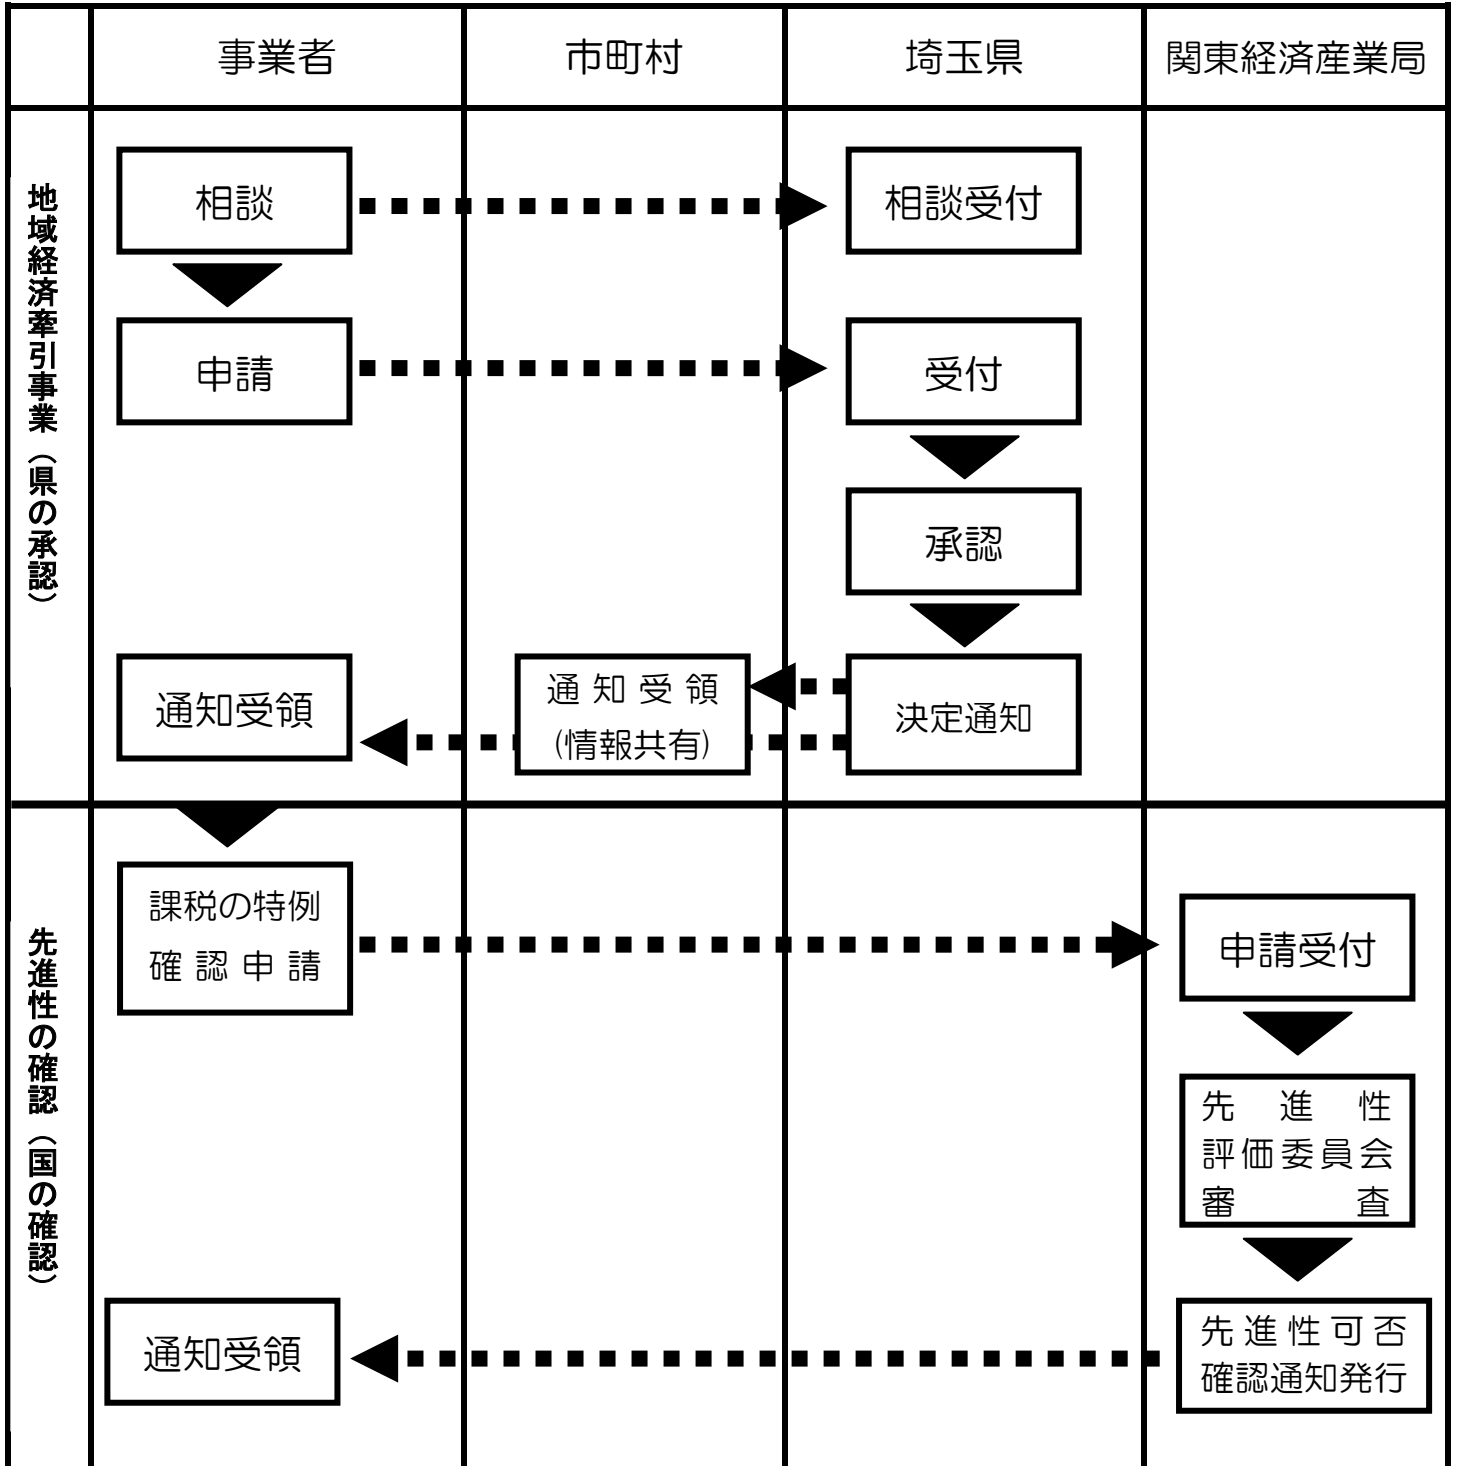 事業者
市町村
埼玉県
関東経済産業局
地域経済牽引事業（県の承認）
相談
相談受付
申請
受付
承認
通知受領
通知受領
(情報共有)
決定通知
先進性の確認（国の確認）
課税の特例
確認申請
申請受付
先進性
評価委員会
審査
通知受領
先進性可否
確認通知発行